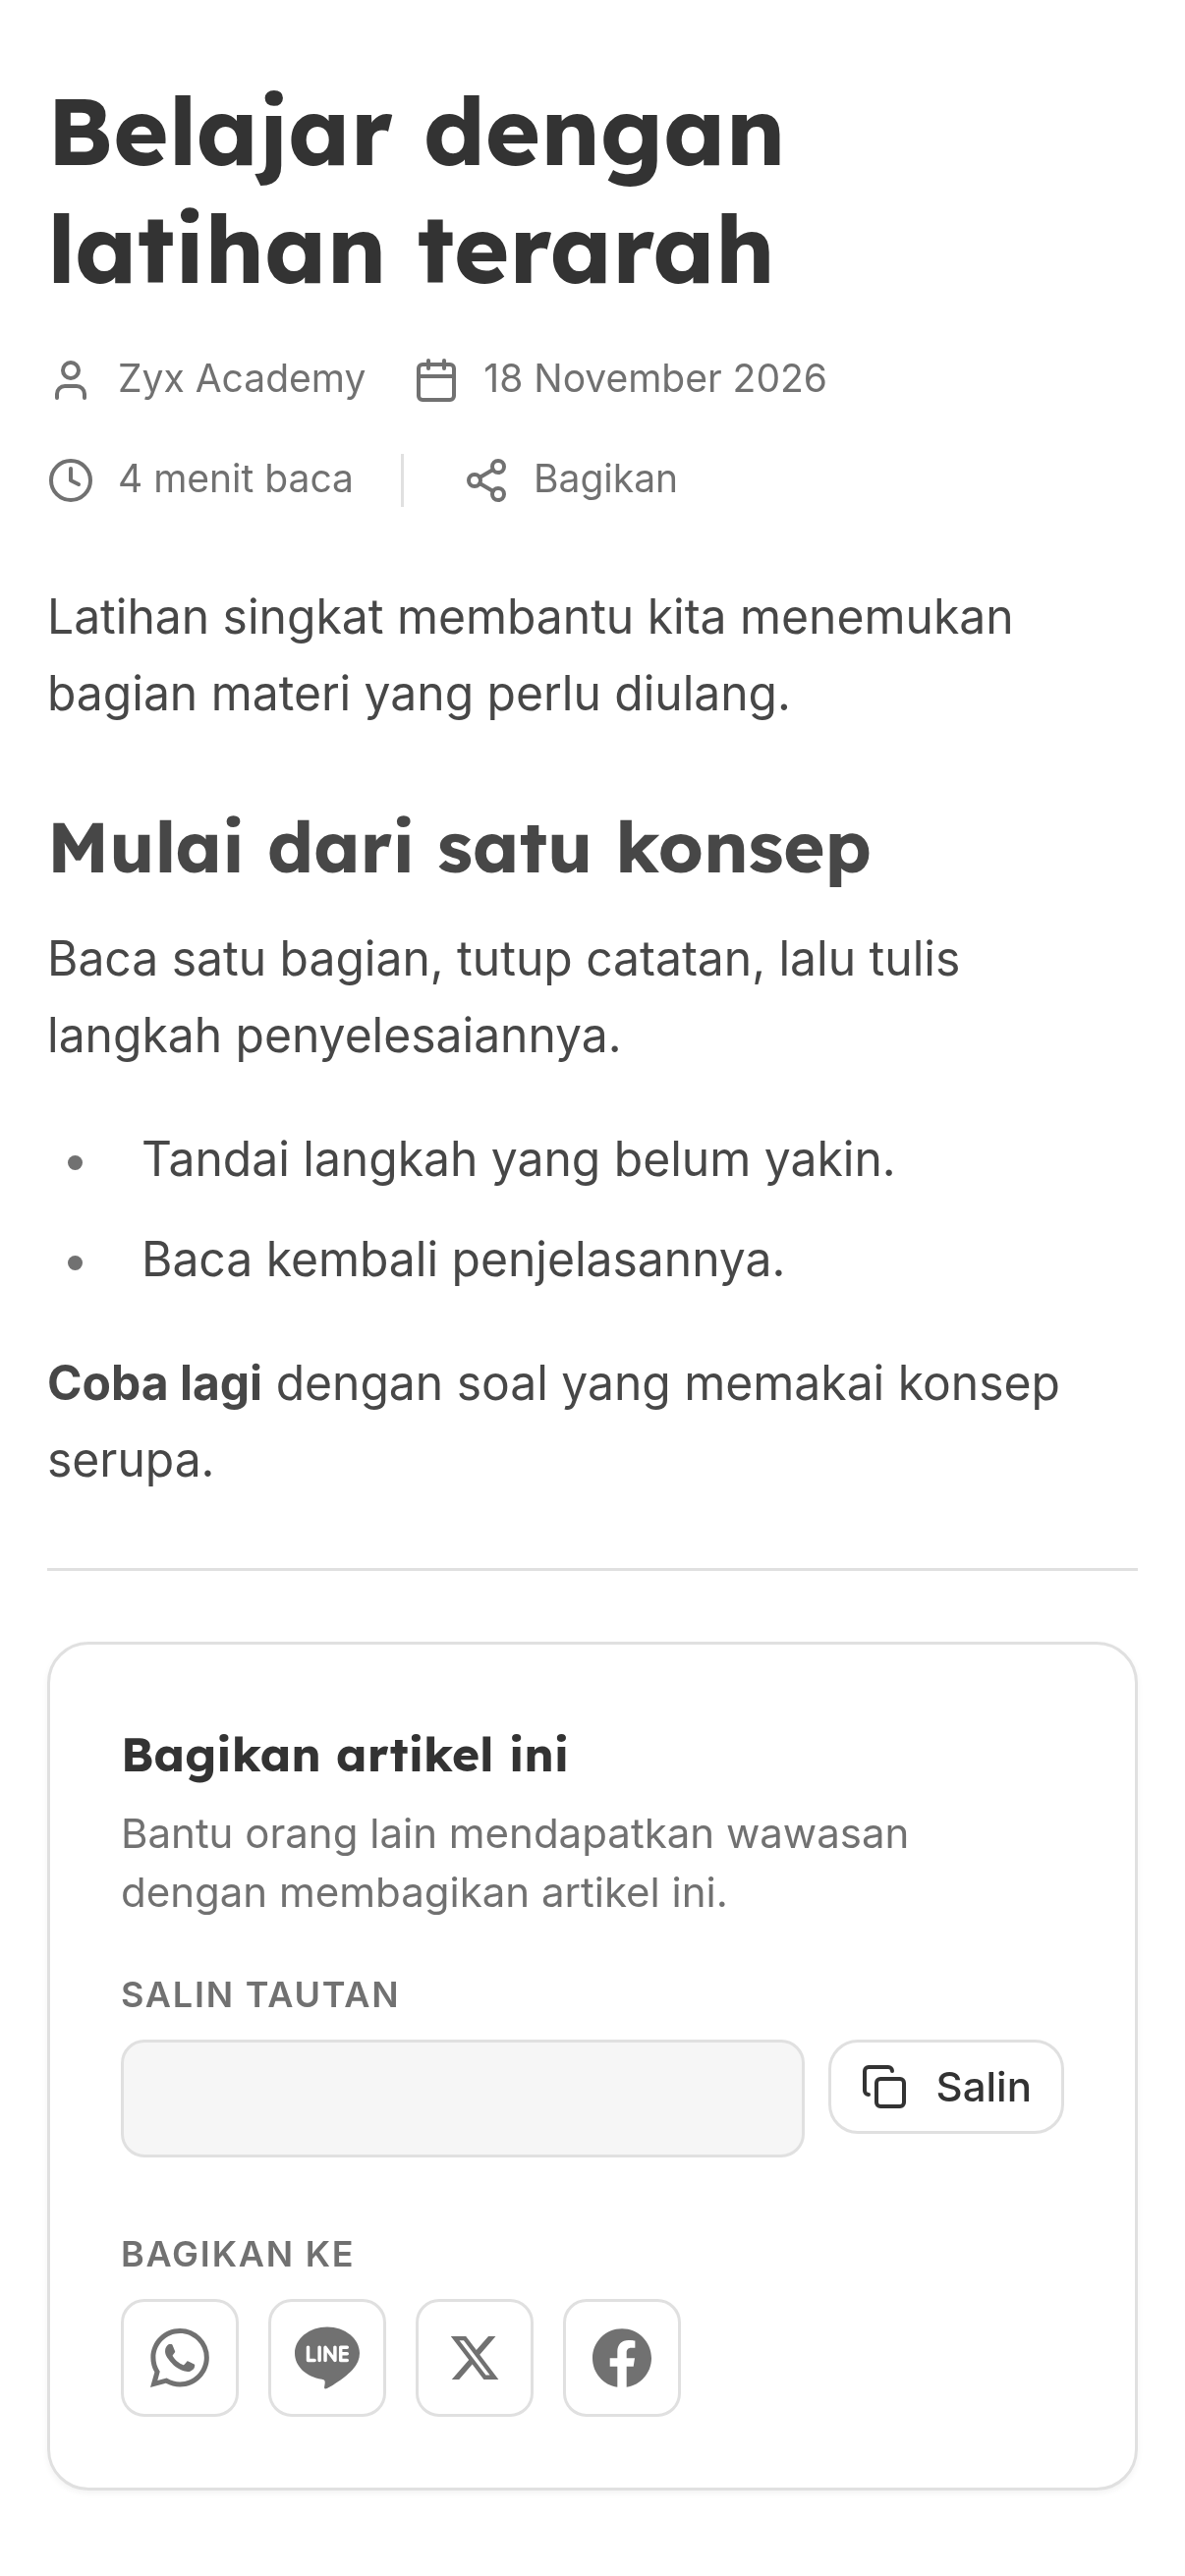 Belajar dengan
latihan terarah
Zyx Academy 18 November 2026
4 menit baca Bagikan
Latihan singkat membantu kita menemukan
bagian materi yang perlu diulang.
Mulai dari satu konsep
Baca satu bagian, tutup catatan, lalu tulis
langkah penyelesaiannya.
• Tandai langkah yang belum yakin.
• Baca kembali penjelasannya.
Coba lagi dengan soal yang memakai konsep
serupa.
Bagikan artikel ini
Bantu orang lain mendapatkan wawasan
dengan membagikan artikel ini.
SALIN TAUTAN
Salin
BAGIKAN KE
LINE